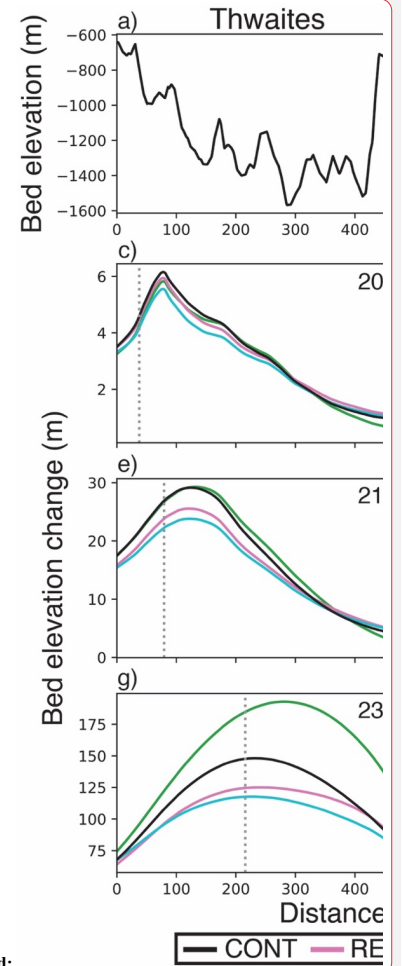 Thwaites
a)
Bed elevation (m)
−600
−800
−1000
−1200
−1400
−1600
0 100 200 300 400
c)
20
6
4
2
Bed elevation change (m)
e)
21
30
20
10
0
g)
23
175
150
125
100
75
0 100 200 300 400
Distance
CONT RE
d: